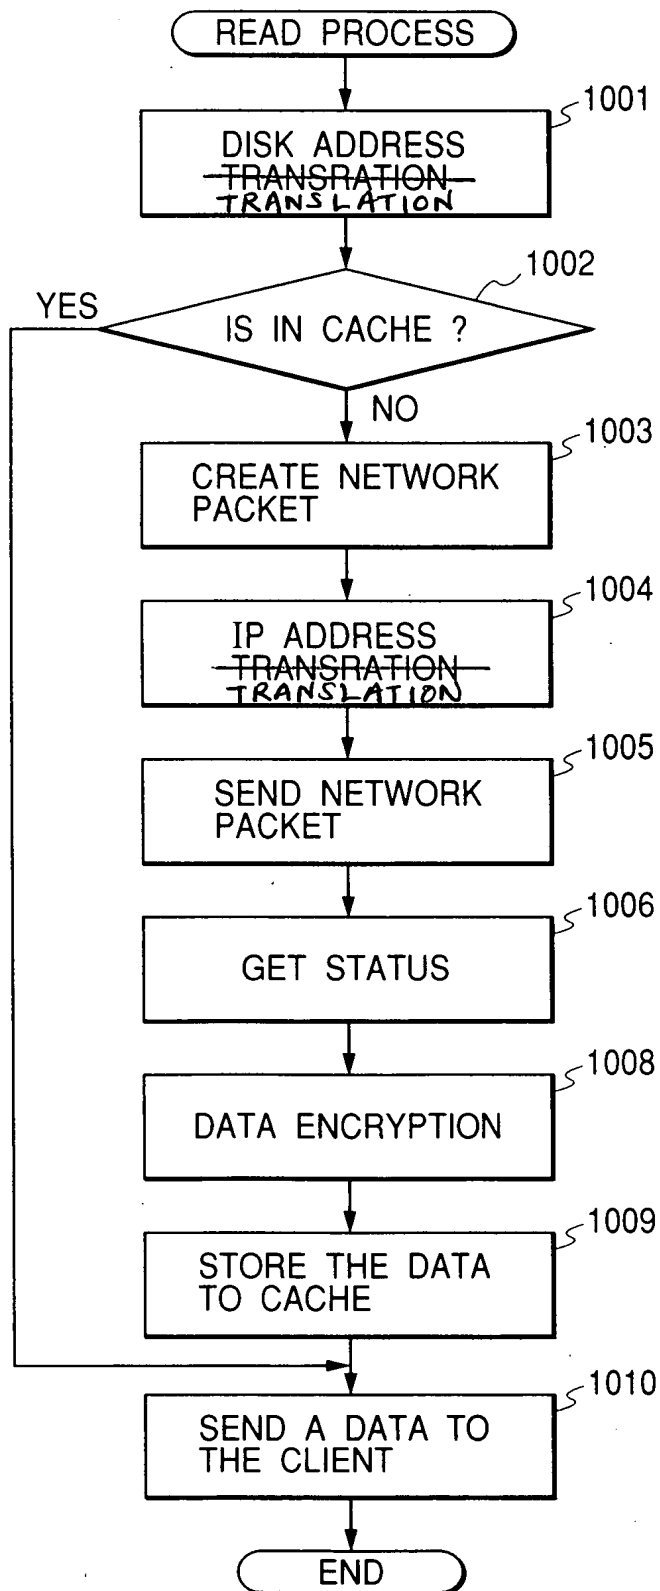 READ PROCESS
1001
DISK ADDRESS
TRANSRATION
TRANSLATION
1002
YES
IS IN CACHE ?
NO
1003
CREATE NETWORK
PACKET
1004
IP ADDRESS
TRANSRATION
TRANSLATION
1005
SEND NETWORK
PACKET
1006
GET STATUS
1008
DATA ENCRYPTION
1009
STORE THE DATA
TO CACHE
1010
SEND A DATA TO
THE CLIENT
END